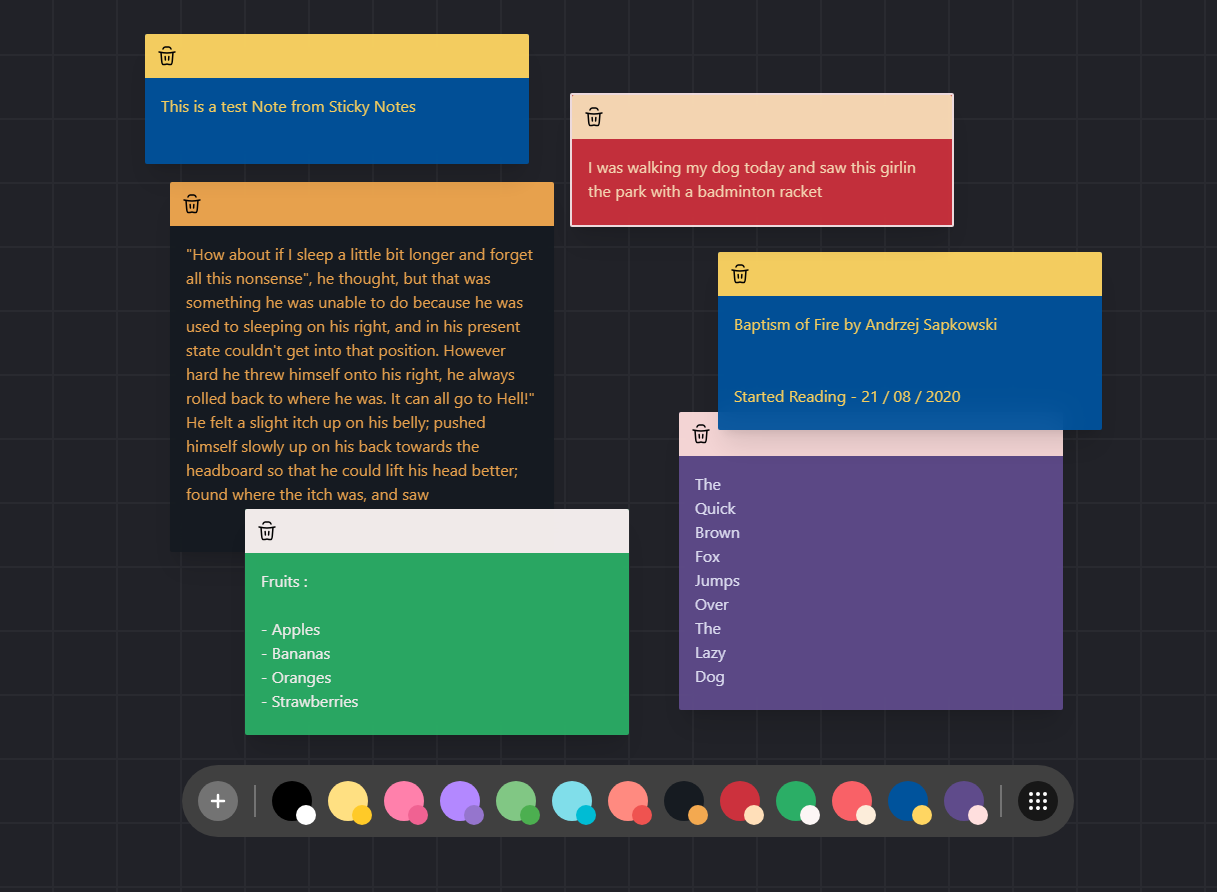 This is a test Note from Sticky Notes
I was walking my dog today and saw this girlin
the park with a badminton racket
"How about if I sleep a little bit longer and forget
all this nonsense", he thought, but that was
something he was unable to do because he was
used to sleeping on his right, and in his present
state couldn't get into that position. However
hard he threw himself onto his right, he always
rolled back to where he was. It can all go to Hell!"
He felt a slight itch up on his belly; pushed
himself slowly up on his back towards the
headboard so that he could lift his head better;
found where the itch was, and saw
Baptism of Fire by Andrzej Sapkowski
Started Reading - 21 / 08 / 2020
Fruits :
- Apples
- Bananas
- Oranges
- Strawberries
The
Quick
Brown
Fox
Jumps
Over
The
Lazy
Dog